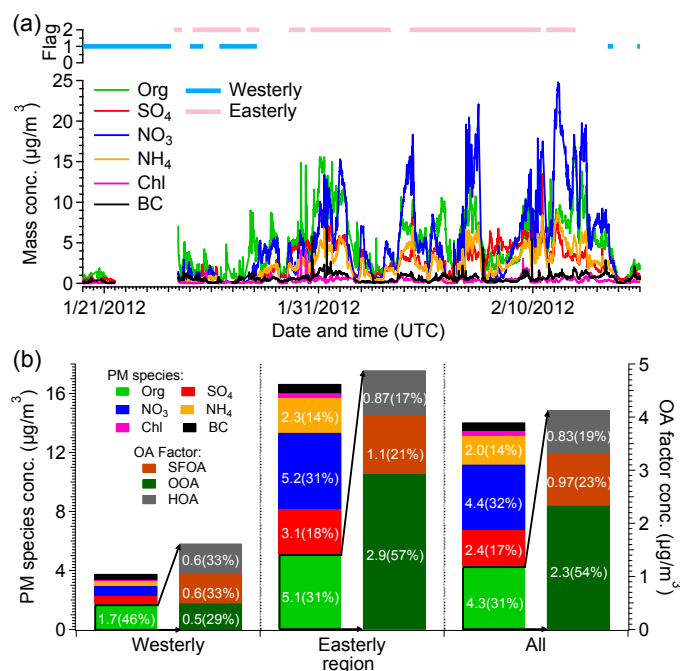 (a)
Flag
2
1
0
Mass conc. (µg/m³)
25
20
15
10
5
0
Org
SO₄
NO₃
NH₄
Chl
BC
Westerly
Easterly
1/21/2012 1/31/2012 2/10/2012
Date and time (UTC)
(b)
PM species conc. (µg/m³)
16
12
8
4
0
PM species:
Org SO₄
NO₃ NH₄
Chl BC
OA Factor:
SFOA
OOA
HOA
1.7(46%)
0.6(33%)
0.6(33%)
0.5(29%)
2.3(14%)
5.2(31%)
3.1(18%)
5.1(31%)
0.87(17%)
1.1(21%)
2.9(57%)
2.0(14%)
4.4(32%)
2.4(17%)
4.3(31%)
0.83(19%)
0.97(23%)
2.3(54%)
5
4
3
2
1
0
OA factor conc. (µg/m³)
Westerly Easterly All
region